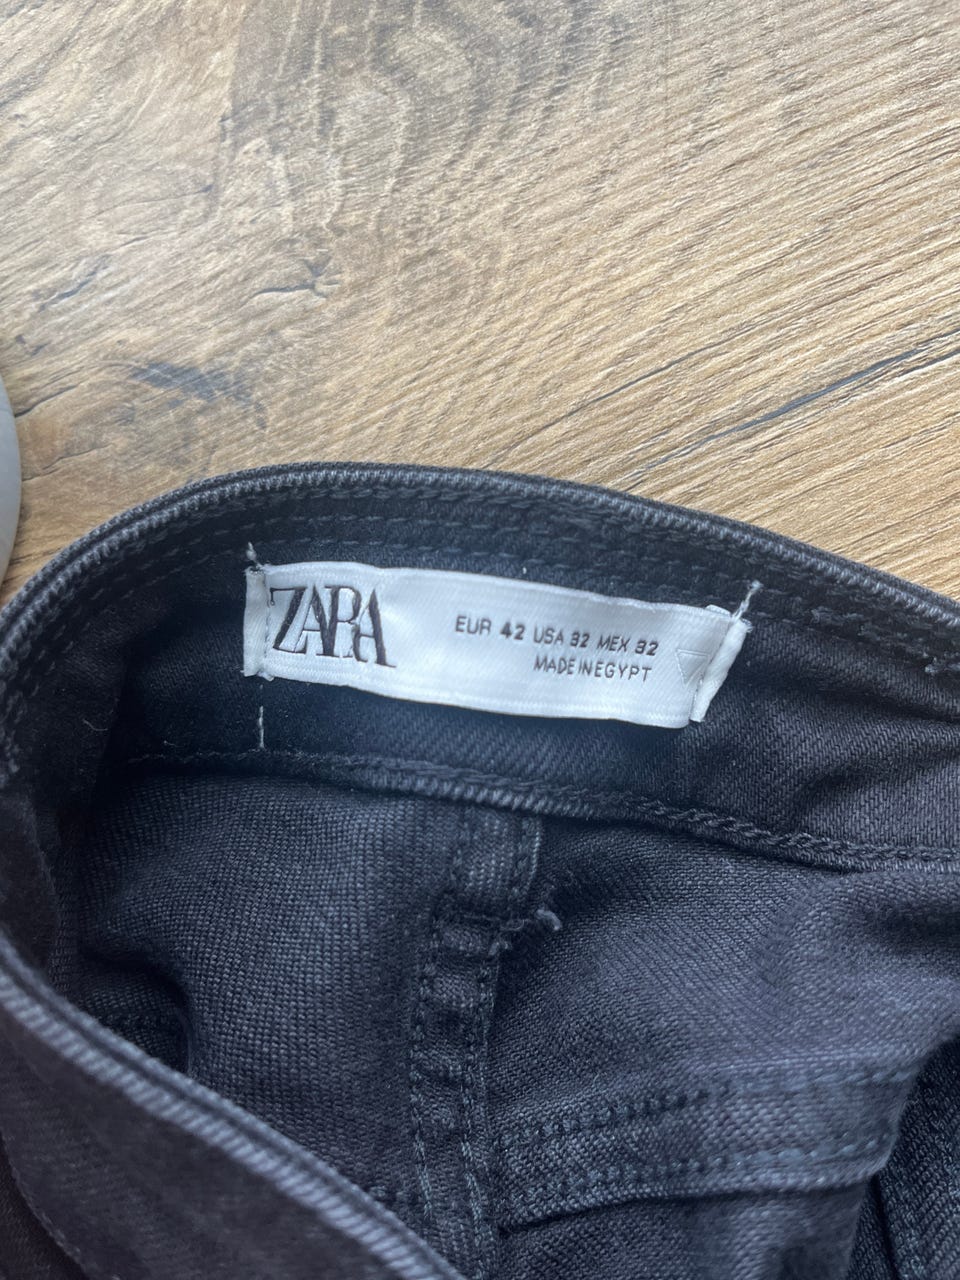 ZARA
EUR 42 USA 32 MEX 32
MADE IN EGYPT